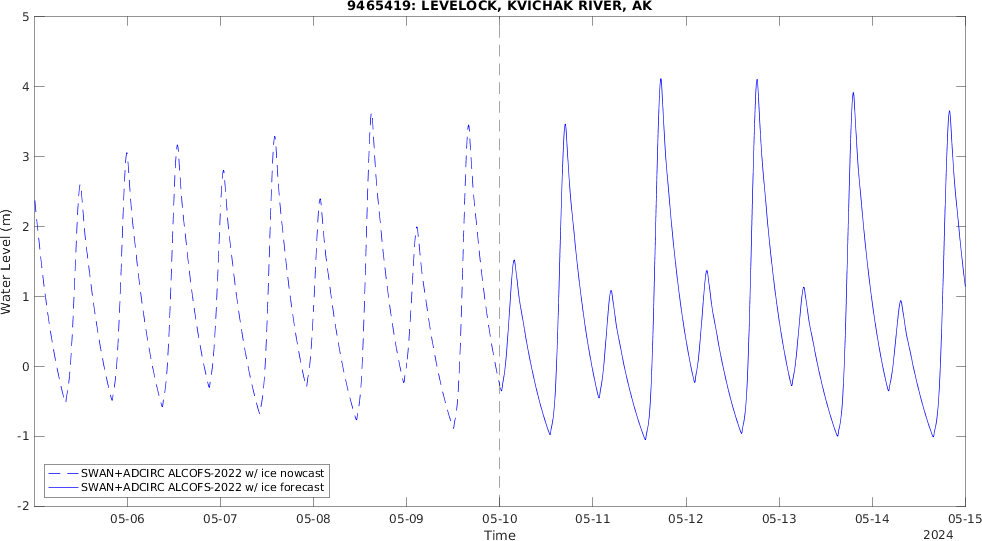 9465419: LEVELOCK, KVICHAK RIVER, AK
5
4
3
2
1
0
-1
-2
Water Level (m)
SWAN+ADCIRC ALCOFS-2022 w/ ice nowcast
SWAN+ADCIRC ALCOFS-2022 w/ ice forecast
05-06 05-07 05-08 05-09 05-10 05-11 05-12 05-13 05-14 05-15
Time
2024